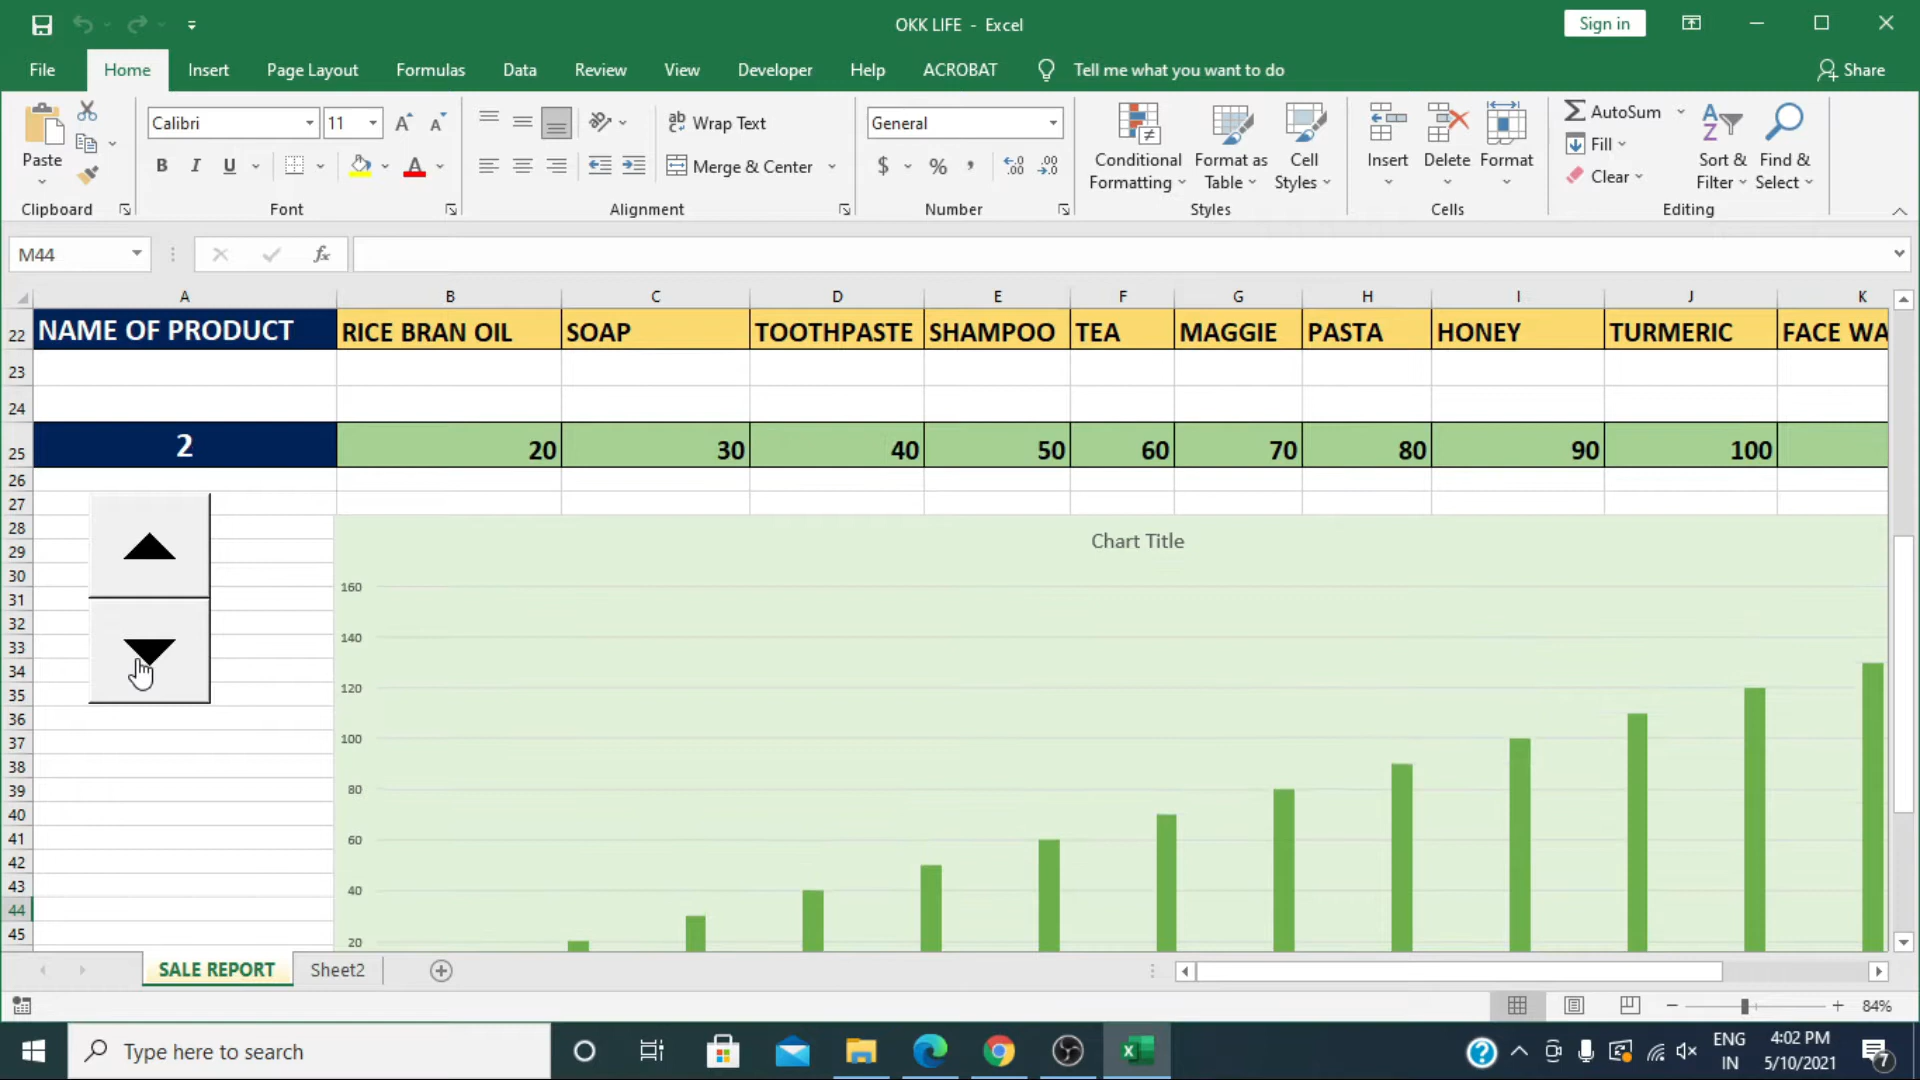 OKK LIFE - Excel
Sign in
File Home Insert Page Layout Formulas Data Review View Developer Help ACROBAT Tell me what you want to do Share
Paste
Clipboard
Calibri 11
B I U A
Font
ab Wrap Text
Merge & Center
Alignment
General
$ % ,
Number
Conditional Formatting
Format as Table
Cell Styles
Styles
Insert Delete Format
Cells
AutoSum
Fill
Clear
Sort & Filter
Find & Select
Editing
M44 fx
A B C D E F G H I J K
22 NAME OF PRODUCT RICE BRAN OIL SOAP TOOTHPASTE SHAMPOO TEA MAGGIE PASTA HONEY TURMERIC FACE WA
23
24
25 2 20 30 40 50 60 70 80 90 100
26
27
28
29
30
31
32
33
34
35
36
37
38
39
40
41
42
43
44
45
Chart Title
160
140
120
100
80
60
40
20
SALE REPORT Sheet2
84%
Type here to search
ENG
IN
4:02 PM
5/10/2021
7